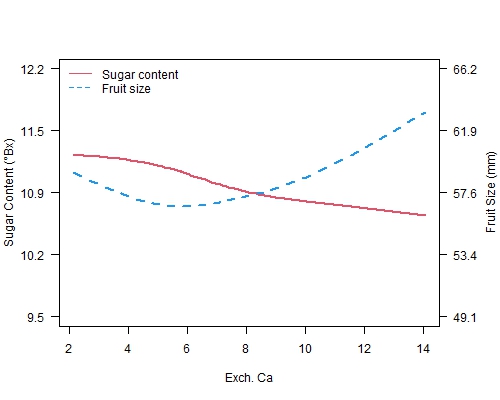 Sugar content
Fruit size
12.2
11.5
10.9
10.2
9.5
Sugar Content (°Bx)
66.2
61.9
57.6
53.4
49.1
Fruit Size (mm)
2 4 6 8 10 12 14
Exch. Ca